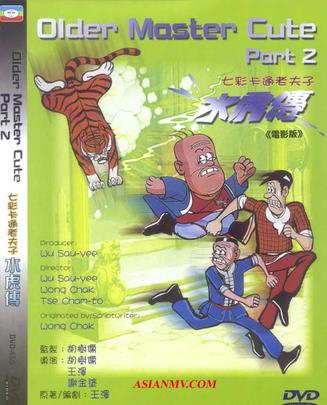 Older Master Cute
Part 2
七彩卡通老夫子
水虎傳
《電影版》
Producer:
Wu Sau-yee
Director
Wu Sau-yee
Wong Chak
Tse Cham-to
Originated by/Scriptwriter:
Wong Chak
監製：胡樹儒
導演：胡樹儒
王澤
謝金塗
原著/編劇：王澤
ASIANMV.COM
DVD
Older Master Cute
Part 2
七彩卡通老夫子
水虎傳
DVD
VIDEO